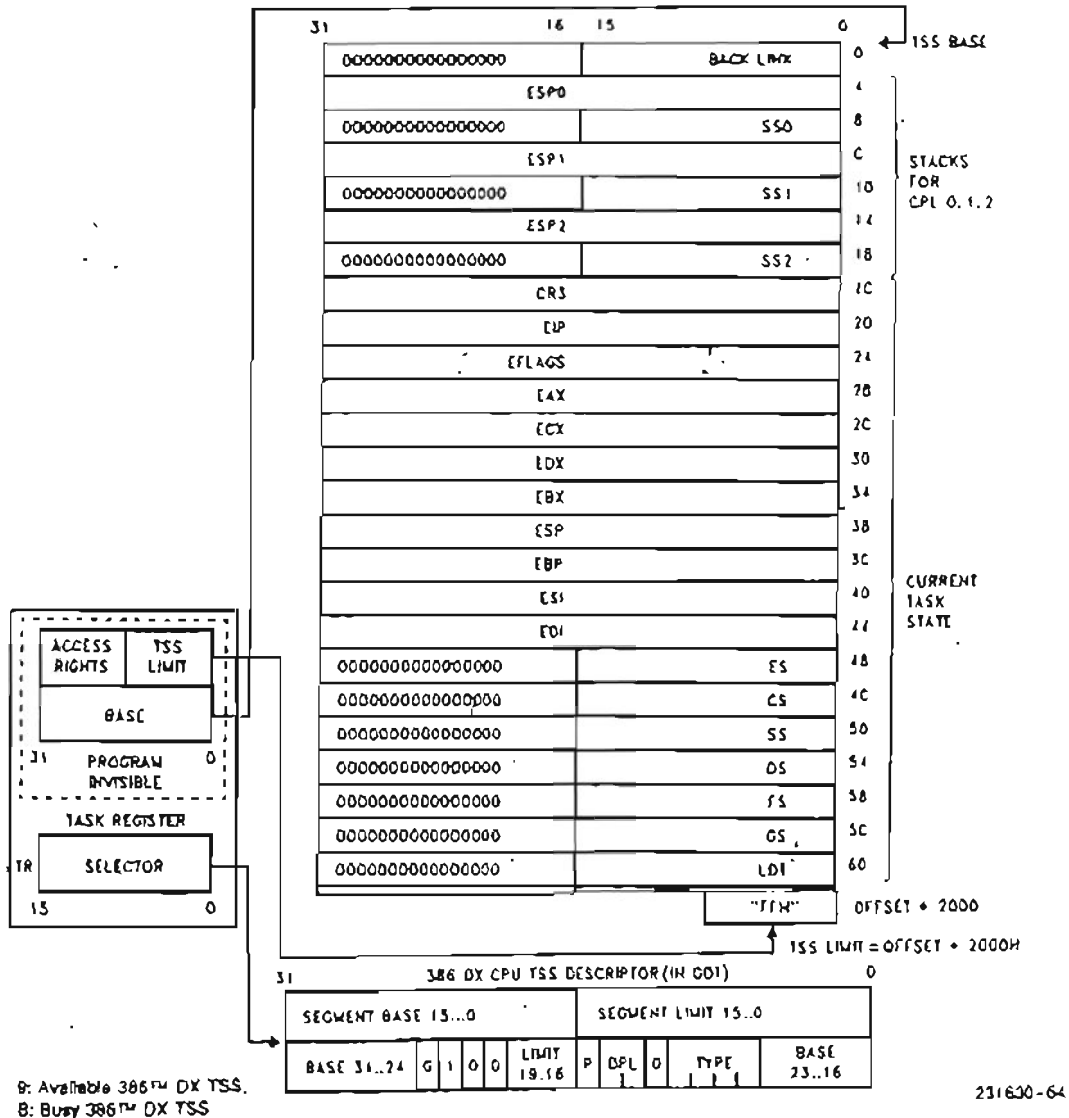 31 16 15 0
0000000000000000 BACK LINK 0 TSS BASE
ESP0 4
0000000000000000 SS0 8
ESP1 C
0000000000000000 SS1 10
ESP2 14
0000000000000000 SS2 18
STACKS
FOR
CPL 0.1.2
CR3 1C
EIP 20
EFLAGS 24
EAX 28
ECX 2C
EDX 30
EBX 34
ESP 38
EBP 3C
ESI 40
EDI 44
0000000000000000 ES 48
0000000000000000 CS 4C
0000000000000000 SS 50
0000000000000000 DS 54
0000000000000000 FS 58
0000000000000000 GS 5C
0000000000000000 LDT 60
CURRENT
TASK
STATE
"FFH" OFFSET + 2000
TSS LIMIT = OFFSET + 2000H
ACCESS RIGHTS
TSS LIMIT
BASE
31 0
PROGRAM
INVISIBLE
TASK REGISTER
TR SELECTOR
15 0
31 386 DX CPU TSS DESCRIPTOR (IN GDT) 0
SEGMENT BASE 15...0 SEGMENT LIMIT 15..0
BASE 31..24 G 1 0 0 LIMIT 19.16 P DPL 0 TYPE BASE 23..16
9: Available 386™ DX TSS.
B: Busy 386™ DX TSS
231630-64